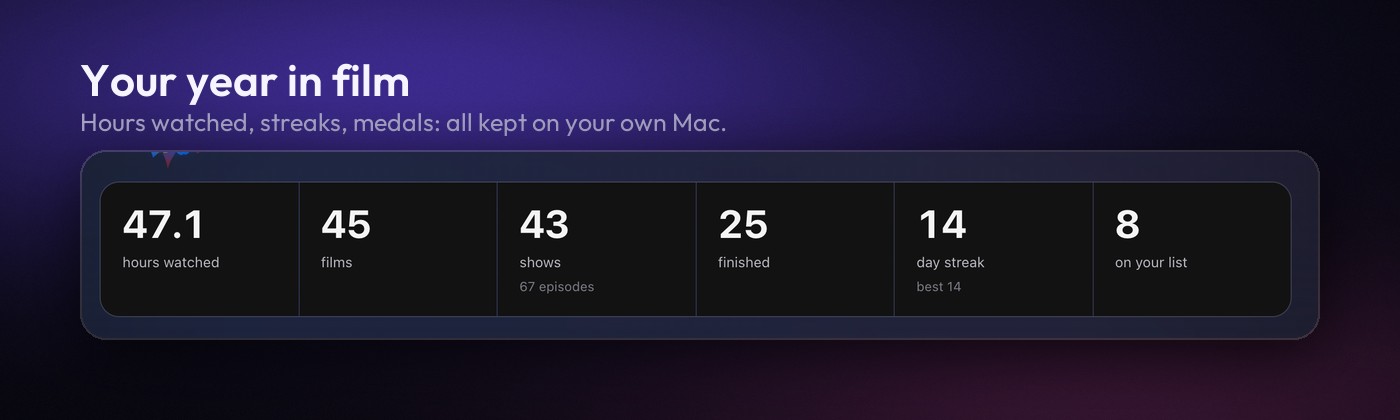 Your year in film
Hours watched, streaks, medals: all kept on your own Mac.
47.1
hours watched
45
films
43
shows
67 episodes
25
finished
14
day streak
best 14
8
on your list